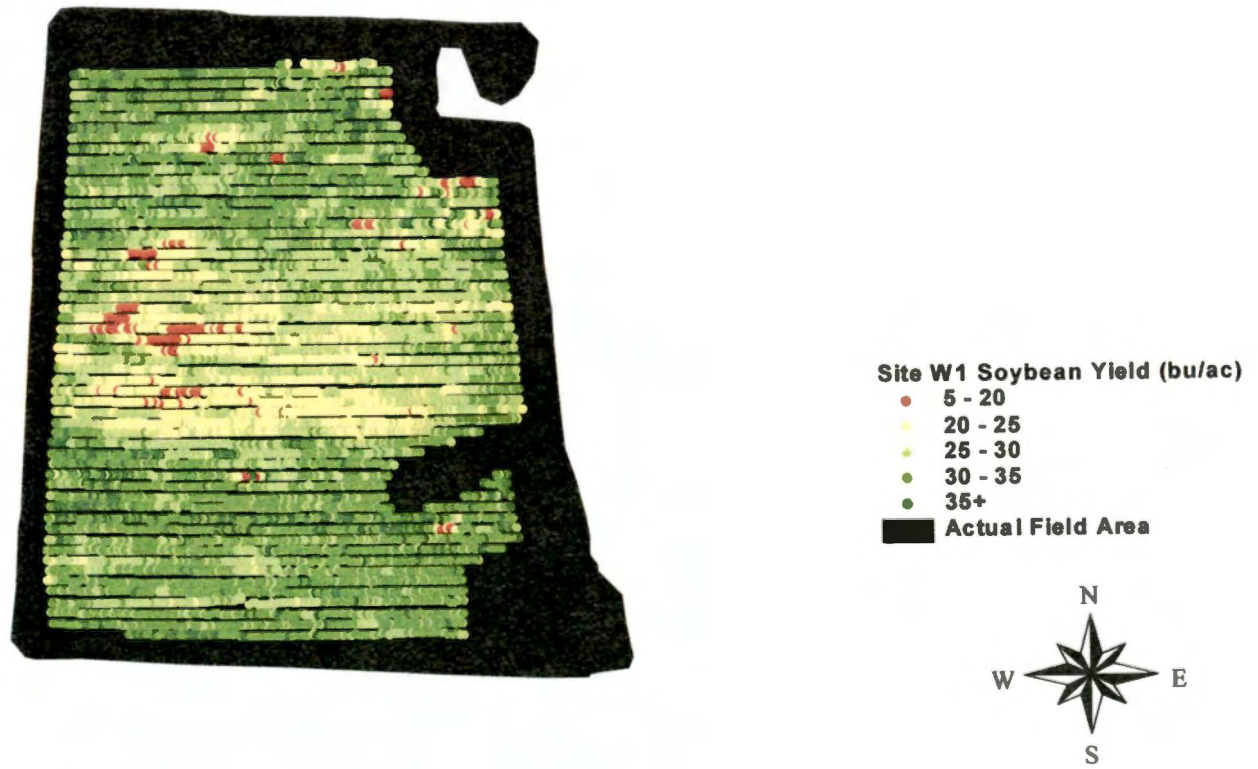 Site W1 Soybean Yield (bu/ac)
5 - 20
20 - 25
25 - 30
30 - 35
35+
Actual Field Area
N
W E
S